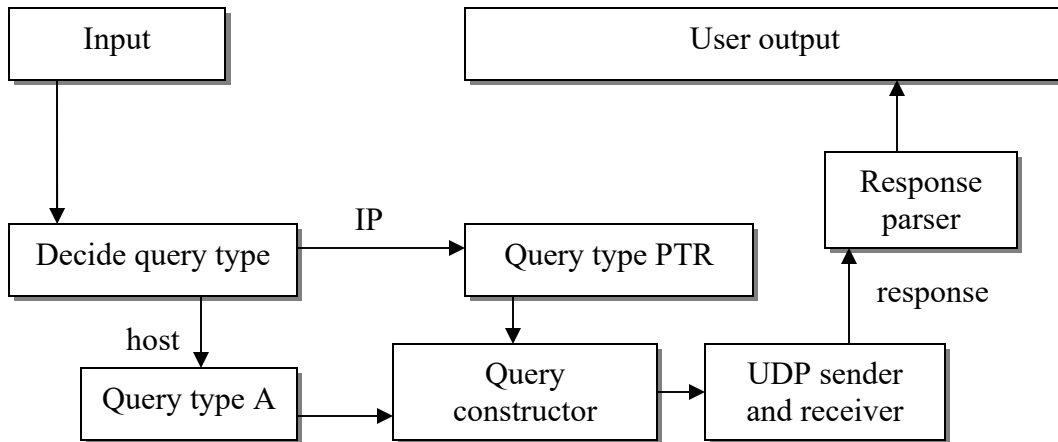 Input
User output
Response
parser
IP
Decide query type
Query type PTR
response
host
Query type A
Query
constructor
UDP sender
and receiver